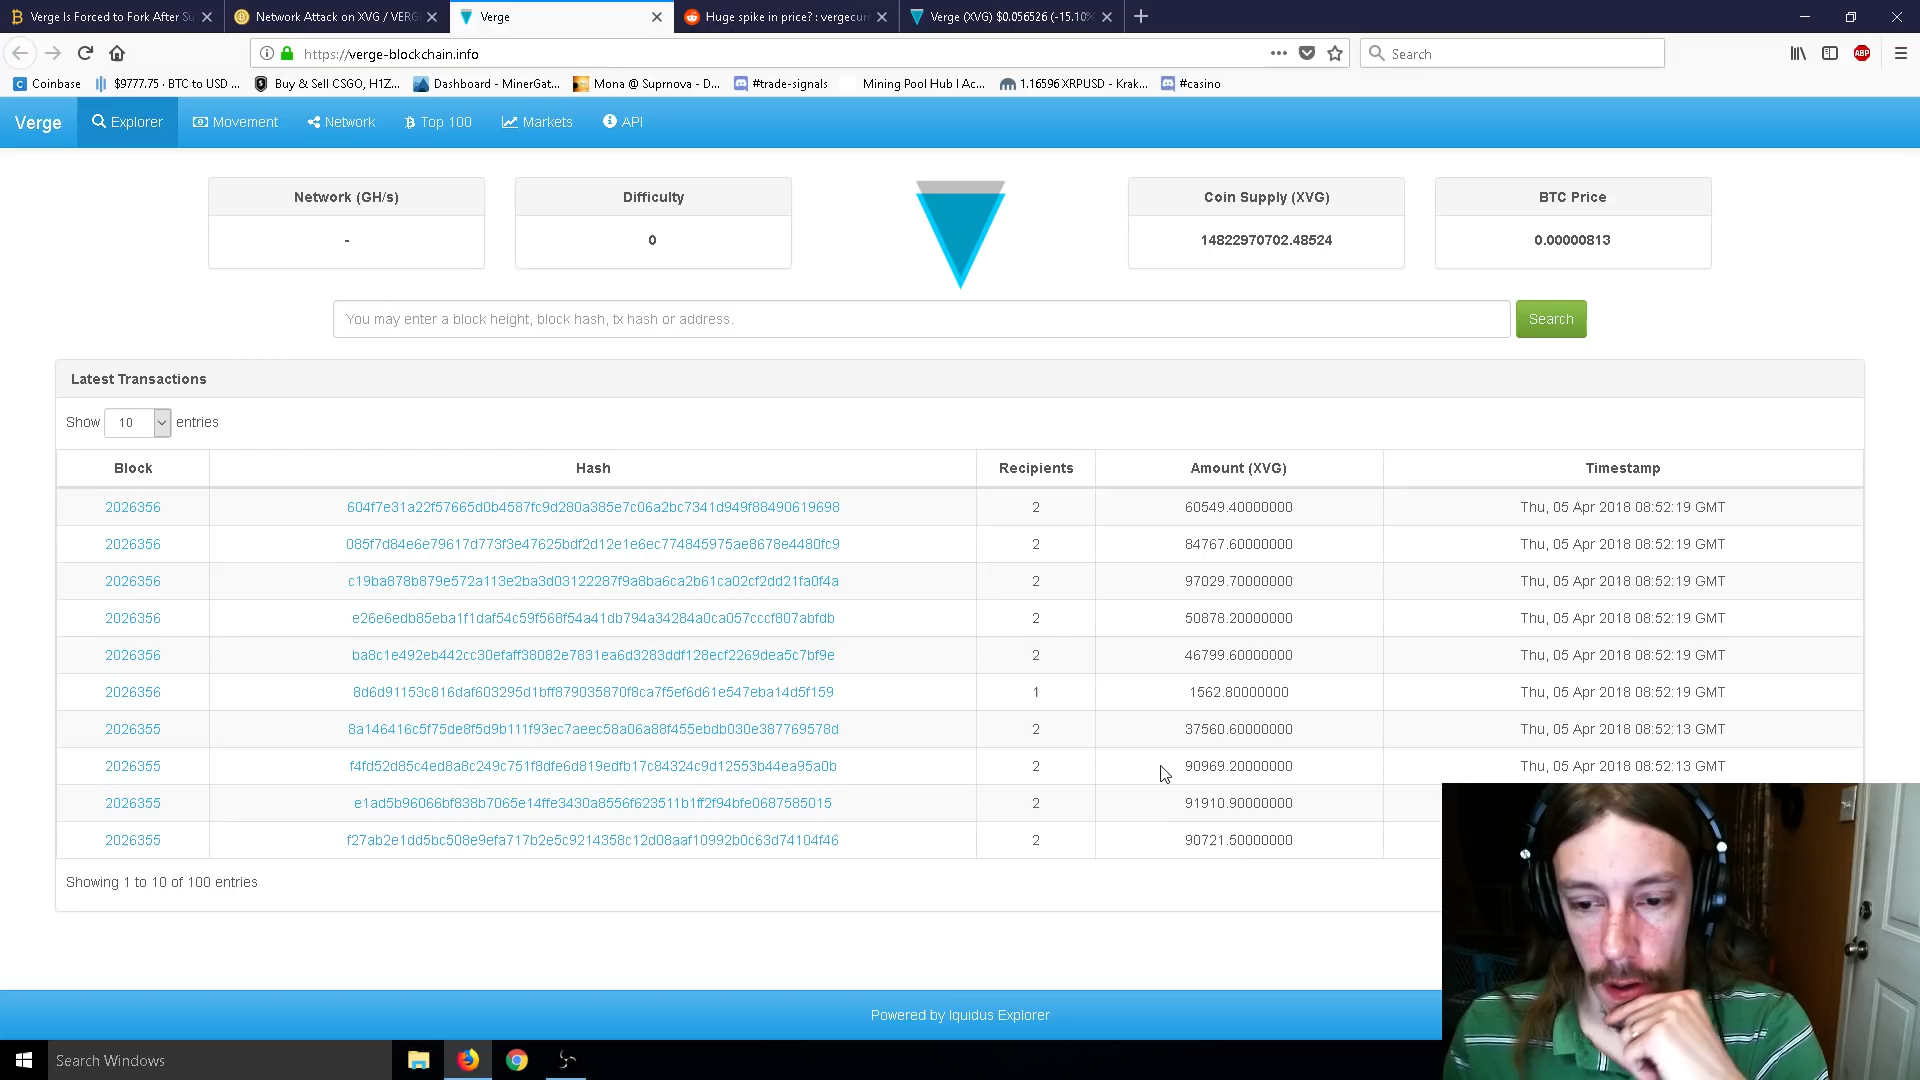 Verge Is Forced to Fork After Su
Network Attack on XVG / VERG
Verge
Huge spike in price? : vergecur
Verge (XVG) $0.056526 (-15.10%
https://verge-blockchain.info
Search
Coinbase
$9777.75 · BTC to USD ...
Buy & Sell CSGO, H1Z...
Dashboard - MinerGat...
Mona @ Suprnova - D...
#trade-signals
Mining Pool Hub | Ac...
1.16596 XRPUSD - Krak...
#casino
ABP
Verge
Explorer
Movement
Network
Top 100
Markets
API
Network (GH/s)
Difficulty
Coin Supply (XVG)
BTC Price
-
0
14822970702.48524
0.00000813
You may enter a block height, block hash, tx hash or address.
Search
Latest Transactions
Show 10 entries
Block Hash Recipients Amount (XVG) Timestamp
2026356 604f7e31a22f57665d0b4587fc9d280a385e7c06a2bc7341d949f88490619698 2 60549.40000000 Thu, 05 Apr 2018 08:52:19 GMT
2026356 085f7d84e6e79617d773f3e47625bdf2d12e1e6ec774845975ae8678e4480fc9 2 84767.60000000 Thu, 05 Apr 2018 08:52:19 GMT
2026356 c19ba878b879e572a113e2ba3d03122287f9a8ba6ca2b61ca02cf2dd21fa0f4a 2 97029.70000000 Thu, 05 Apr 2018 08:52:19 GMT
2026356 e26e6edb85eba1f1daf54c59f568f54a41db794a34284a0ca057cccf807abfdb 2 50878.20000000 Thu, 05 Apr 2018 08:52:19 GMT
2026356 ba8c1e492eb442cc30efaff38082e7831ea6d3283ddf128ecf2269dea5c7bf9e 2 46799.60000000 Thu, 05 Apr 2018 08:52:19 GMT
2026356 8d6d91153c816daf603295d1bff879035870f8ca7f5ef6d61e547eba14d5f159 1 1562.80000000 Thu, 05 Apr 2018 08:52:19 GMT
2026355 8a146416c5f75de8f5d9b111f93ec7aeec58a06a88f455ebdb030e387769578d 2 37560.60000000 Thu, 05 Apr 2018 08:52:13 GMT
2026355 f4fd52d85c4ed8a8c249c751f8dfe6d819edfb17c84324c9d12553b44ea95a0b 2 90969.20000000 Thu, 05 Apr 2018 08:52:13 GMT
2026355 e1ad5b96066bf838b7065e14ffe3430a8556f623511b1ff2f94bfe0687585015 2 91910.90000000
2026355 f27ab2e1dd5bc508e9efa717b2e5c9214358c12d08aaf10992b0c63d74104f46 2 90721.50000000
Showing 1 to 10 of 100 entries
Powered by Iquidus Explorer
Search Windows